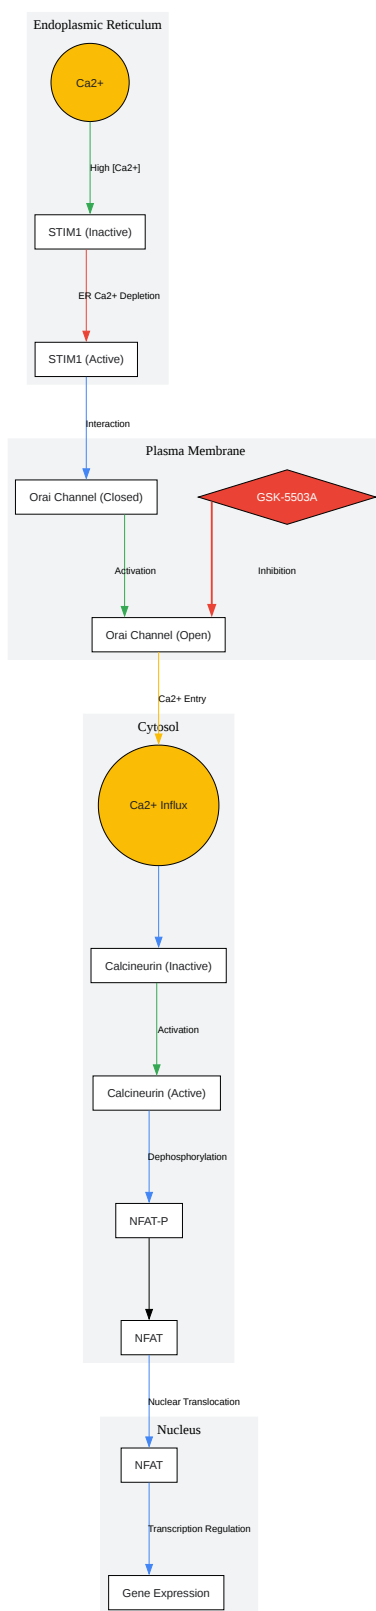 Endoplasmic Reticulum
Ca2+
High [Ca2+]
STIM1 (Inactive)
ER Ca2+ Depletion
STIM1 (Active)
Interaction
Plasma Membrane
Orai Channel (Closed)
GSK-5503A
Activation
Inhibition
Orai Channel (Open)
Ca2+ Entry
Cytosol
Ca2+ Influx
Calcineurin (Inactive)
Activation
Calcineurin (Active)
Dephosphorylation
NFAT-P
NFAT
Nuclear Translocation
Nucleus
NFAT
Transcription Regulation
Gene Expression